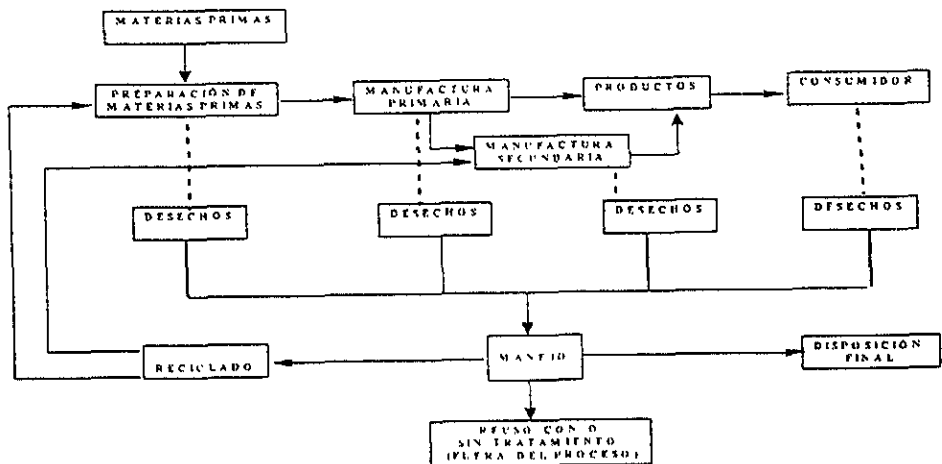 MATERIAS PRIMAS
PREPARACIÓN DE
MATERIAS PRIMAS
MANUFACTURA
PRIMARIA
PRODUCTOS
CONSUMIDOR
MANUFACTURA
SECUNDARIA
DESECHOS
DESECHOS
DESECHOS
DESECHOS
RECICLADO
MANEJO
DISPOSICIÓN
FINAL
REUSO CON O
SIN TRATAMIENTO
(FUERA DEL PROCESO)